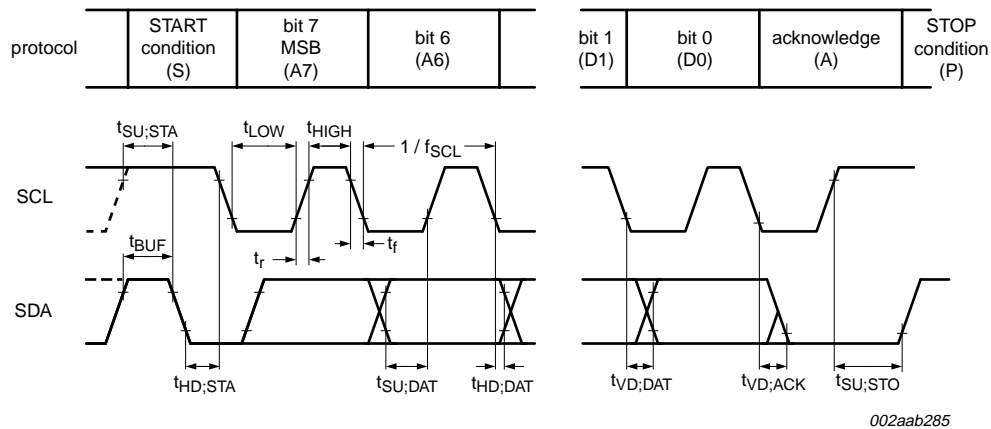 protocol
START
condition
(S)
bit 7
MSB
(A7)
bit 6
(A6)
bit 1
(D1)
bit 0
(D0)
acknowledge
(A)
STOP
condition
(P)
tSU;STA
tLOW
tHIGH
1 / fSCL
SCL
tBUF
tr
tf
SDA
tHD;STA
tSU;DAT
tHD;DAT
tVD;DAT
tVD;ACK
tSU;STO
002aab285